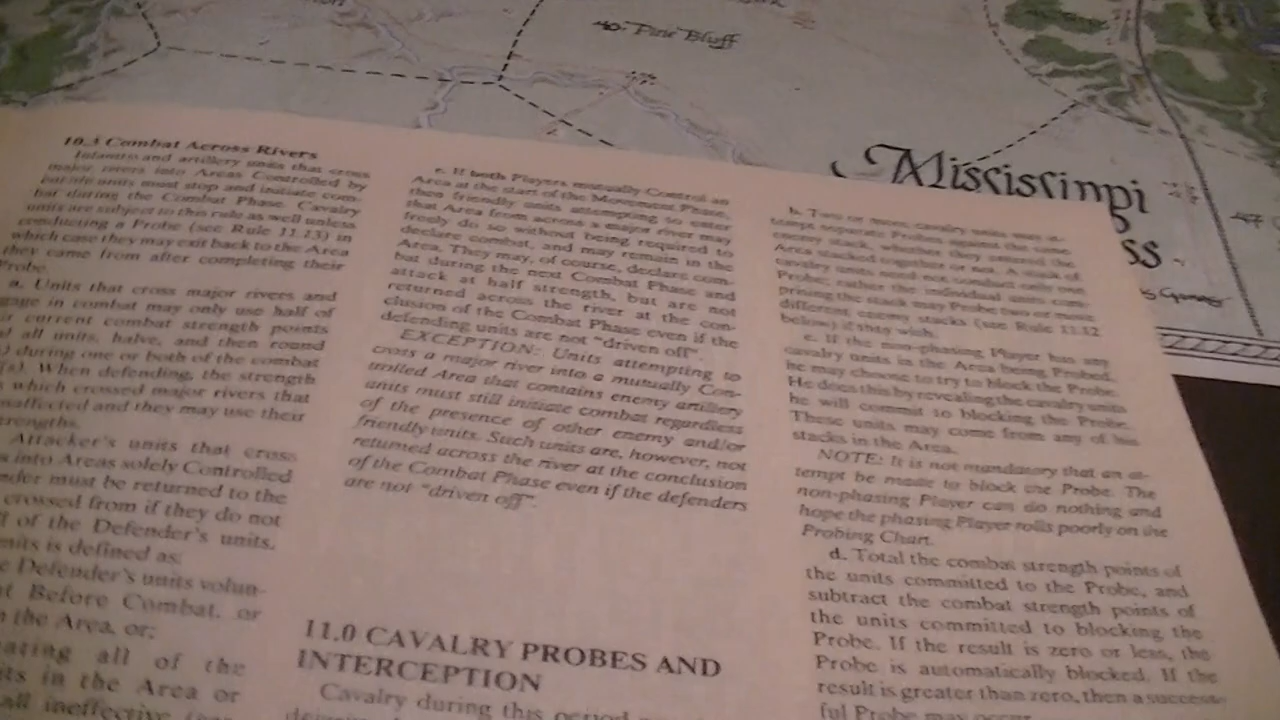 40 Pine Bluff
Mississippi
ss
10.3 Combat Across Rivers
Infantry and artillery units that cross
major rivers into Areas Controlled by
units must stop and initiate com-
bat during the Combat Phase. Cavalry
units are subject to this rule as well unless
conducting a Probe (see Rule 11.13) in
which case they may exit back to the Area
they came from after completing their
Probe.
a. Units that cross major rivers and
gage in combat may only use half of
current combat strength points
all units, halve, and then round
) during one or both of the combat
(s). When defending, the strength
which crossed major rivers that
naffected and they may use their
trengths.
Attacker's units that cross
into Areas solely Controlled
nder must be returned to the
crossed from if they do not
ff of the Defender's units.
nits is defined as:
e Defender's units volun-
at Before Combat, or
n the Area, or;
nating all of the
its in the Area or
all ineffective
c. If both Players mutually Control an
Area at the start of the Movement Phase,
then friendly units attempting to enter
that Area from across a major river may
freely do so without being required to
declare combat, and may remain in the
Area. They may, of course, declare com-
bat during the next Combat Phase and
attack at half strength, but are not
returned across the river at the con-
clusion of the Combat Phase even if the
defending units are not "driven off".
EXCEPTION: Units attempting to
cross a major river into a mutually Con-
trolled Area that contains enemy artillery
units must still initiate combat regardless
of the presence of other enemy and/or
friendly units. Such units are, however, not
returned across the river at the conclusion
of the Combat Phase even if the defenders
are not "driven off".
11.0 CAVALRY PROBES AND
INTERCEPTION
Cavalry during this period
b. Two or more cavalry units may at-
tempt separate Probes against the same
enemy stack, whether they entered the
Area stacked together or not. A stack of
cavalry units need not conduct only one
Probe; rather the individual units com-
prising the stack may Probe two or more
different enemy stacks (see Rule 11.12
below) if they wish.
c. If the non-phasing Player has any
cavalry units in the Area being Probed,
he may choose to try to block the Probe.
He does this by revealing the cavalry units
he will commit to blocking the Probe.
These units may come from any of his
stacks in the Area.
NOTE: It is not mandatory that an at-
tempt be made to block the Probe. The
non-phasing Player can do nothing and
hope the phasing Player rolls poorly on the
Probing Chart.
d. Total the combat strength points of
the units committed to the Probe, and
subtract the combat strength points of
the units committed to blocking the
Probe. If the result is zero or less, the
Probe is automatically blocked. If the
result is greater than zero, then a success-
ful Probe may occur